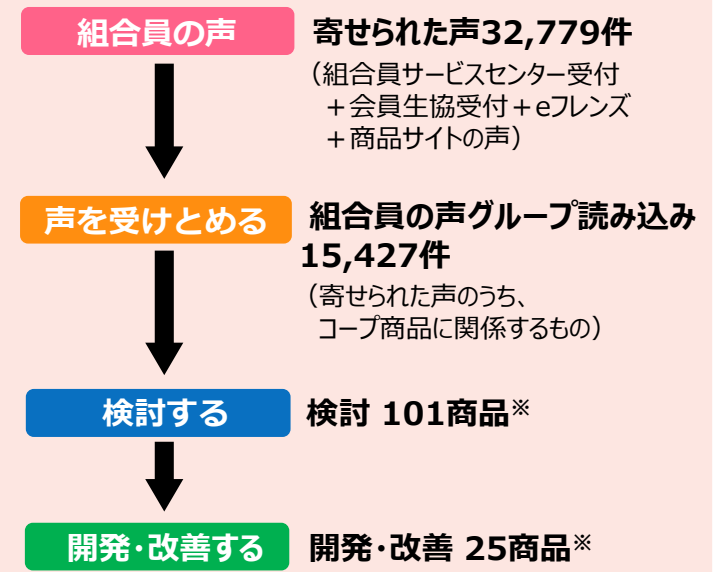 組合員の声
寄せられた声32,779件
（組合員サービスセンター受付
＋会員生協受付＋eフレンズ
＋商品サイトの声）
声を受けとめる
組合員の声グループ読み込み
15,427件
（寄せられた声のうち、
コープ商品に関係するもの）
検討する
検討 101商品※
開発・改善する
開発・改善 25商品※